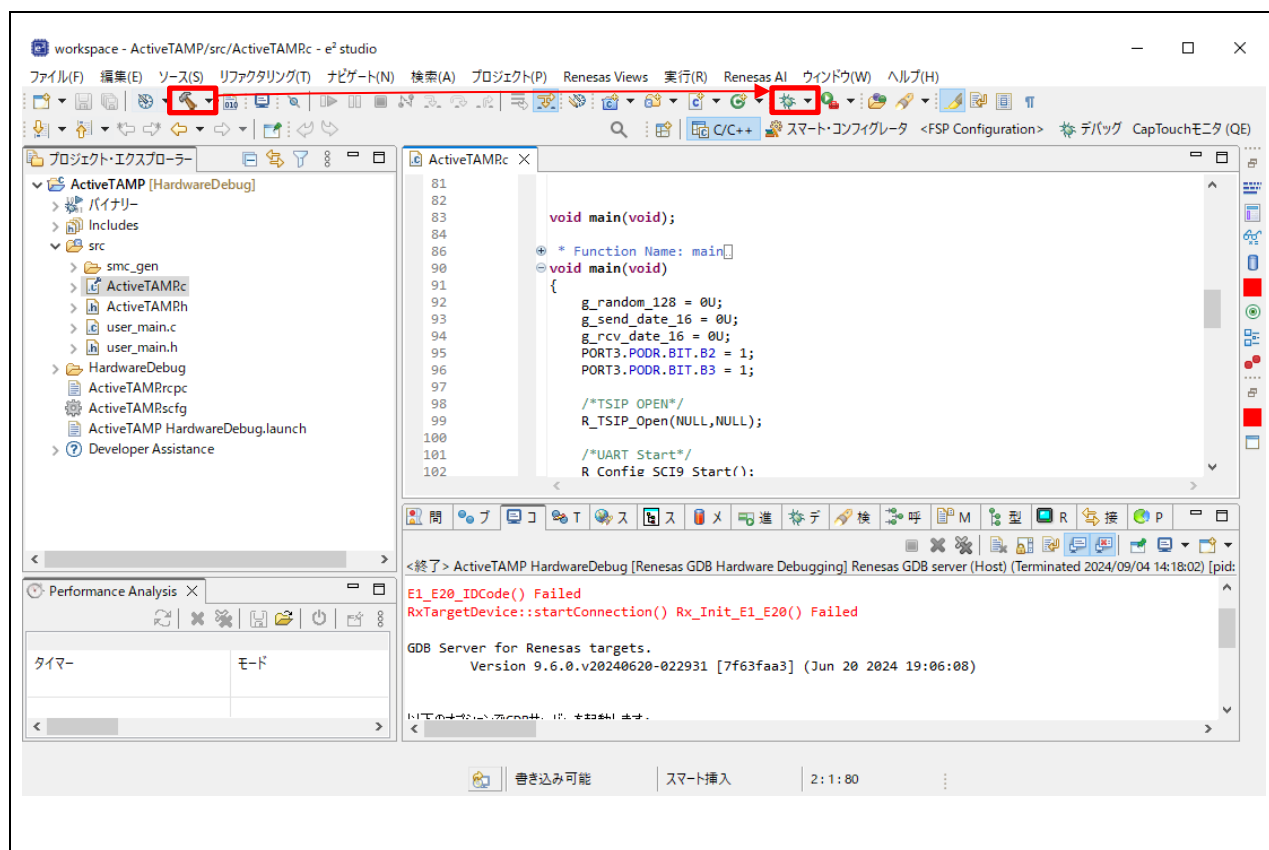 workspace - ActiveTAMP/src/ActiveTAMP.c - e² studio
ファイル(F) 編集(E) ソース(S) リファクタリング(T) ナビゲート(N) 検索(A) プロジェクト(P) Renesas Views 実行(R) Renesas AI ウィンドウ(W) ヘルプ(H)
010
C/C++ スマート・コンフィグレータ <FSP Configuration> デバッグ CapTouchモニタ (QE)
プロジェクト・エクスプローラー
ActiveTAMP [HardwareDebug]
バイナリー
Includes
src
smc_gen
ActiveTAMP.c
ActiveTAMP.h
user_main.c
user_main.h
HardwareDebug
ActiveTAMP.rcpc
ActiveTAMP.scfg
ActiveTAMP HardwareDebug.launch
Developer Assistance
ActiveTAMP.c
81
82
83 void main(void);
84
86 * Function Name: main
90 void main(void)
91 {
92 g_random_128 = 0U;
93 g_send_date_16 = 0U;
94 g_rcv_date_16 = 0U;
95 PORT3.PODR.BIT.B2 = 1;
96 PORT3.PODR.BIT.B3 = 1;
97
98 /*TSIP OPEN*/
99 R_TSIP_Open(NULL,NULL);
100
101 /*UART Start*/
102 R_Config_SCI9_Start();
問 ブ コ T ス ス メ 進 デ 検 呼 M 型 R 接 P
<終了> ActiveTAMP HardwareDebug [Renesas GDB Hardware Debugging] Renesas GDB server (Host) (Terminated 2024/09/04 14:18:02) [pid:
E1_E20_IDCode() Failed
RxTargetDevice::startConnection() Rx_Init_E1_E20() Failed
GDB Server for Renesas targets.
Version 9.6.0.v20240620-022931 [7f63faa3] (Jun 20 2024 19:06:08)
Performance Analysis
タイマー モード
書き込み可能 スマート挿入 2:1:80